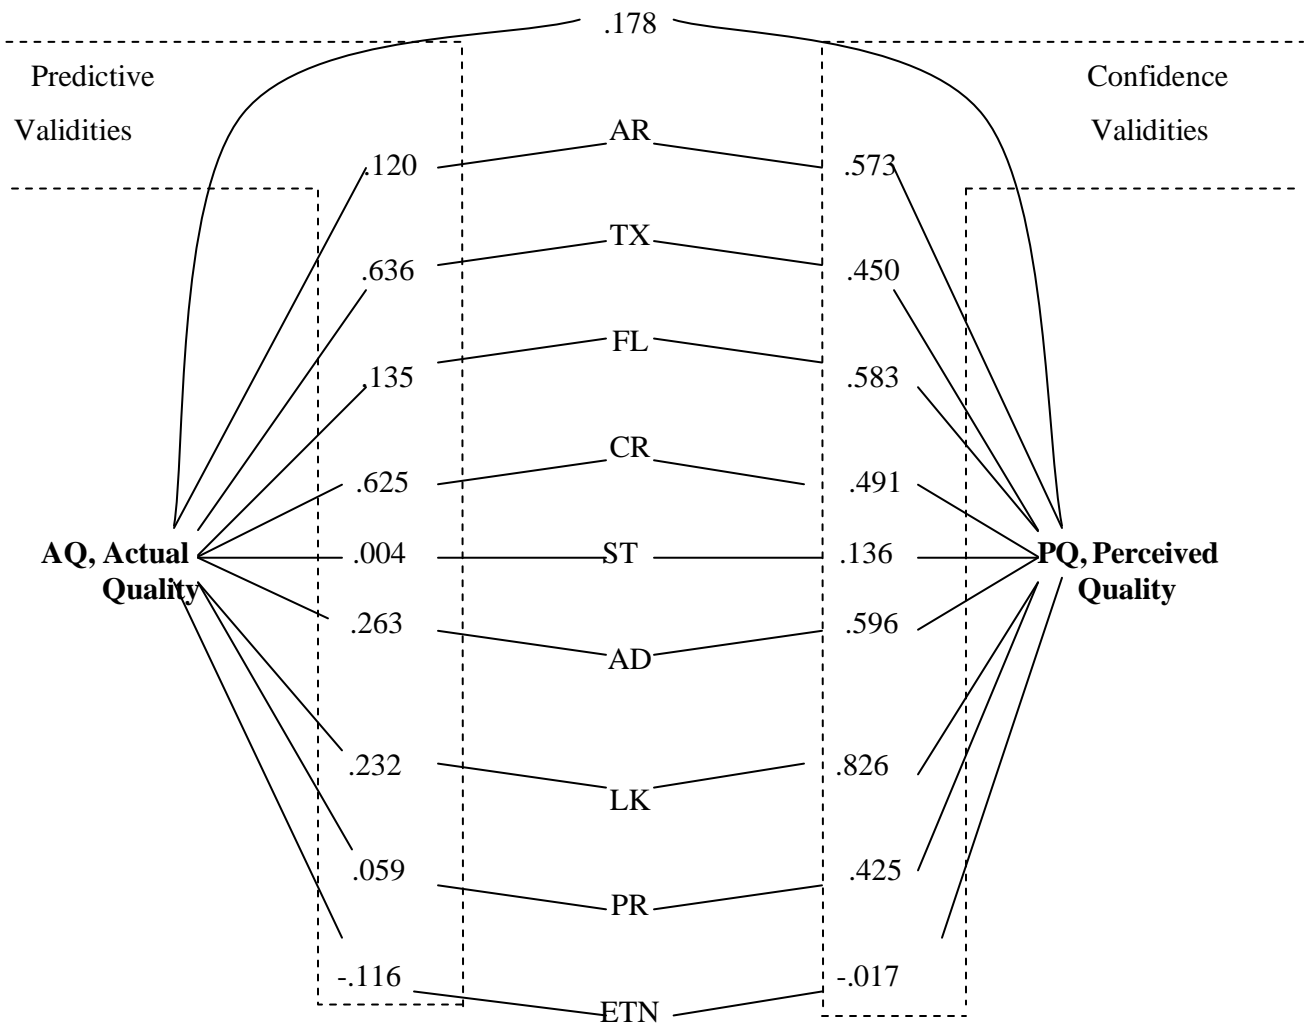 .178
Predictive
Validities
Confidence
Validities
AR
.120
.573
TX
.636
.450
FL
.135
.583
CR
.625
.491
AQ, Actual
Quality
.004
ST
.136
PQ, Perceived
Quality
.263
.596
AD
.232
.826
LK
.059
.425
PR
-.116
-.017
ETN